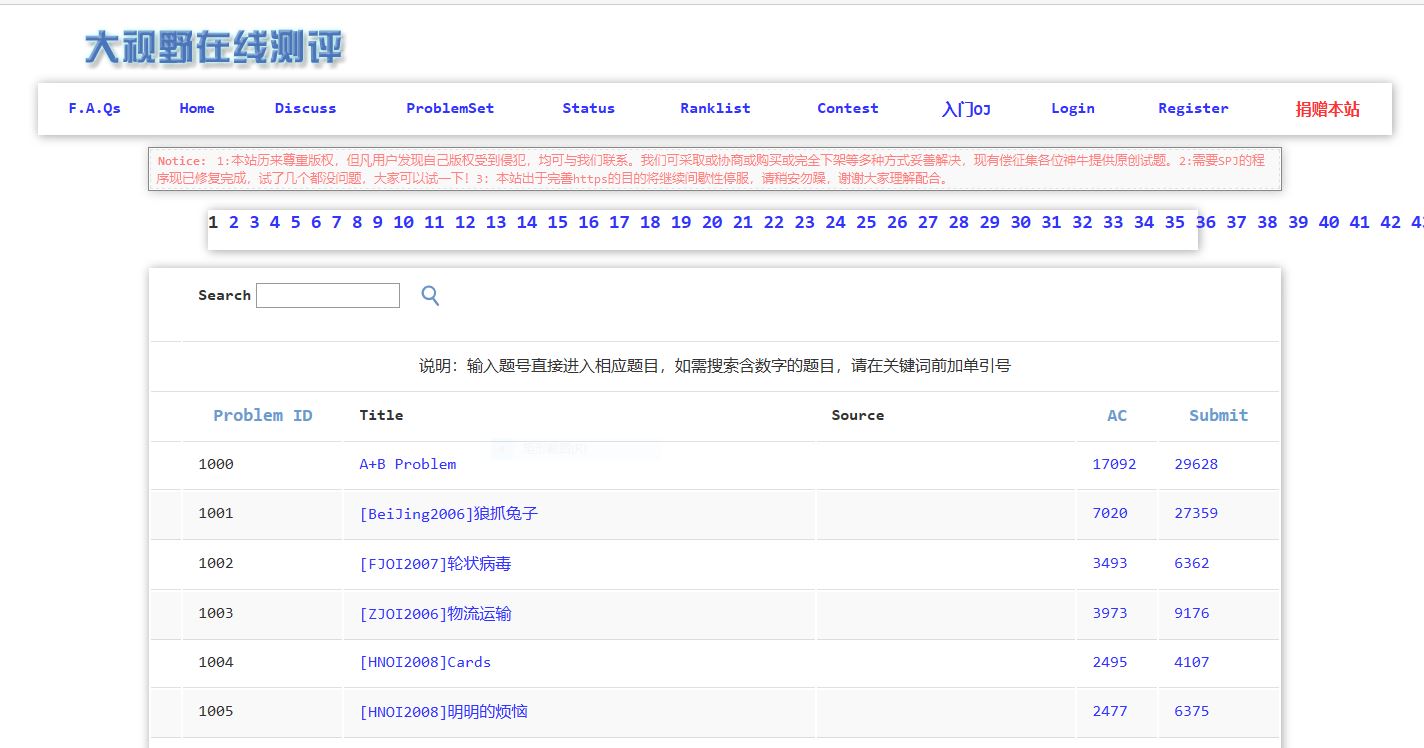 大视野在线测评
F.A.Qs Home Discuss ProblemSet Status Ranklist Contest 入门OJ Login Register 捐赠本站
Notice: 1:本站历来尊重版权，但凡用户发现自己版权受到侵犯，均可与我们联系。我们可采取或协商或购买或完全下架等多种方式妥善解决，现有偿征集各位神牛提供原创试题。2:需要SPJ的程
序现已修复完成，试了几个都没问题，大家可以试一下！3: 本站出于完善https的目的将继续间歇性停服，请稍安勿躁，谢谢大家理解配合。
1 2 3 4 5 6 7 8 9 10 11 12 13 14 15 16 17 18 19 20 21 22 23 24 25 26 27 28 29 30 31 32 33 34 35 36 37 38 39 40 41 42
Search
说明：输入题号直接进入相应题目，如需搜索含数字的题目，请在关键词前加单引号
Problem ID Title Source AC Submit
1000 A+B Problem 17092 29628
1001 [BeiJing2006]狼抓兔子 7020 27359
1002 [FJOI2007]轮状病毒 3493 6362
1003 [ZJOI2006]物流运输 3973 9176
1004 [HNOI2008]Cards 2495 4107
1005 [HNOI2008]明明的烦恼 2477 6375